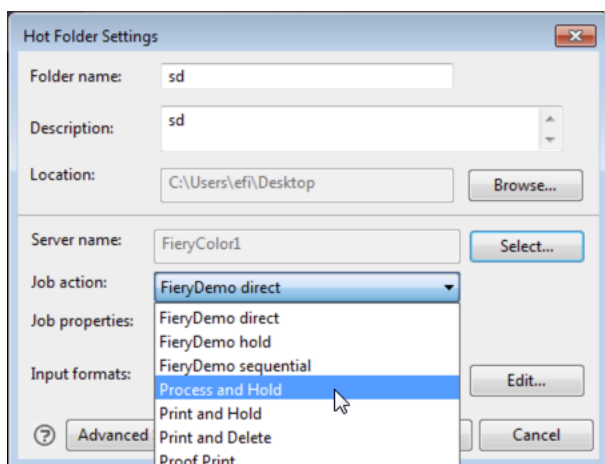 Hot Folder Settings
Folder name: sd
Description: sd
Location: C:\Users\efi\Desktop Browse...
Server name: FieryColor1 Select...
Job action: FieryDemo direct
Job properties: FieryDemo direct
FieryDemo hold
Input formats: FieryDemo sequential Edit...
Process and Hold
Print and Hold
? Advanced Print and Delete Cancel
Proof Print